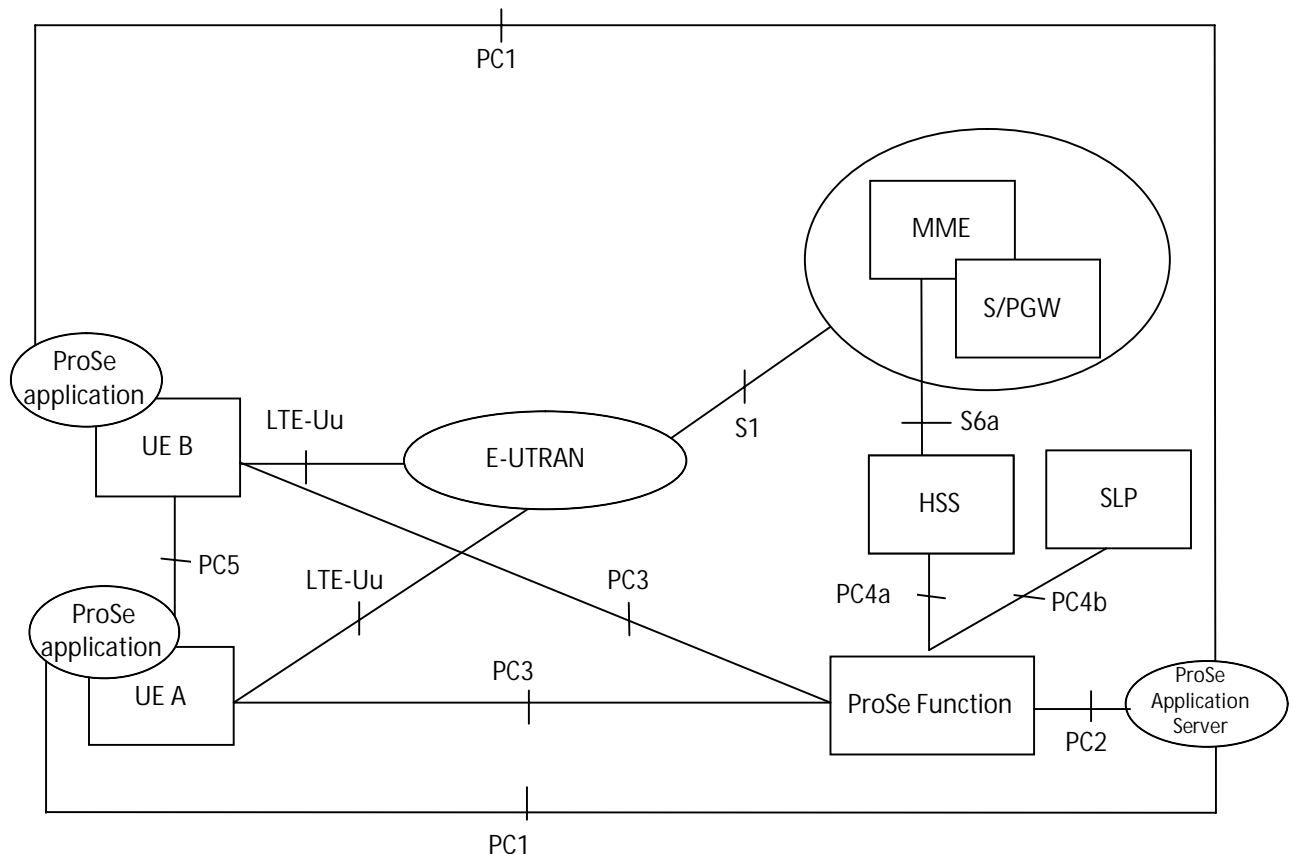 PC1
MME
S/PGW
ProSe
application
LTE-Uu
S1
S6a
UE B
E-UTRAN
HSS
SLP
PC5
LTE-Uu
PC3
PC4a
PC4b
ProSe
application
UE A
PC3
ProSe Function
ProSe
Application
Server
PC2
PC1